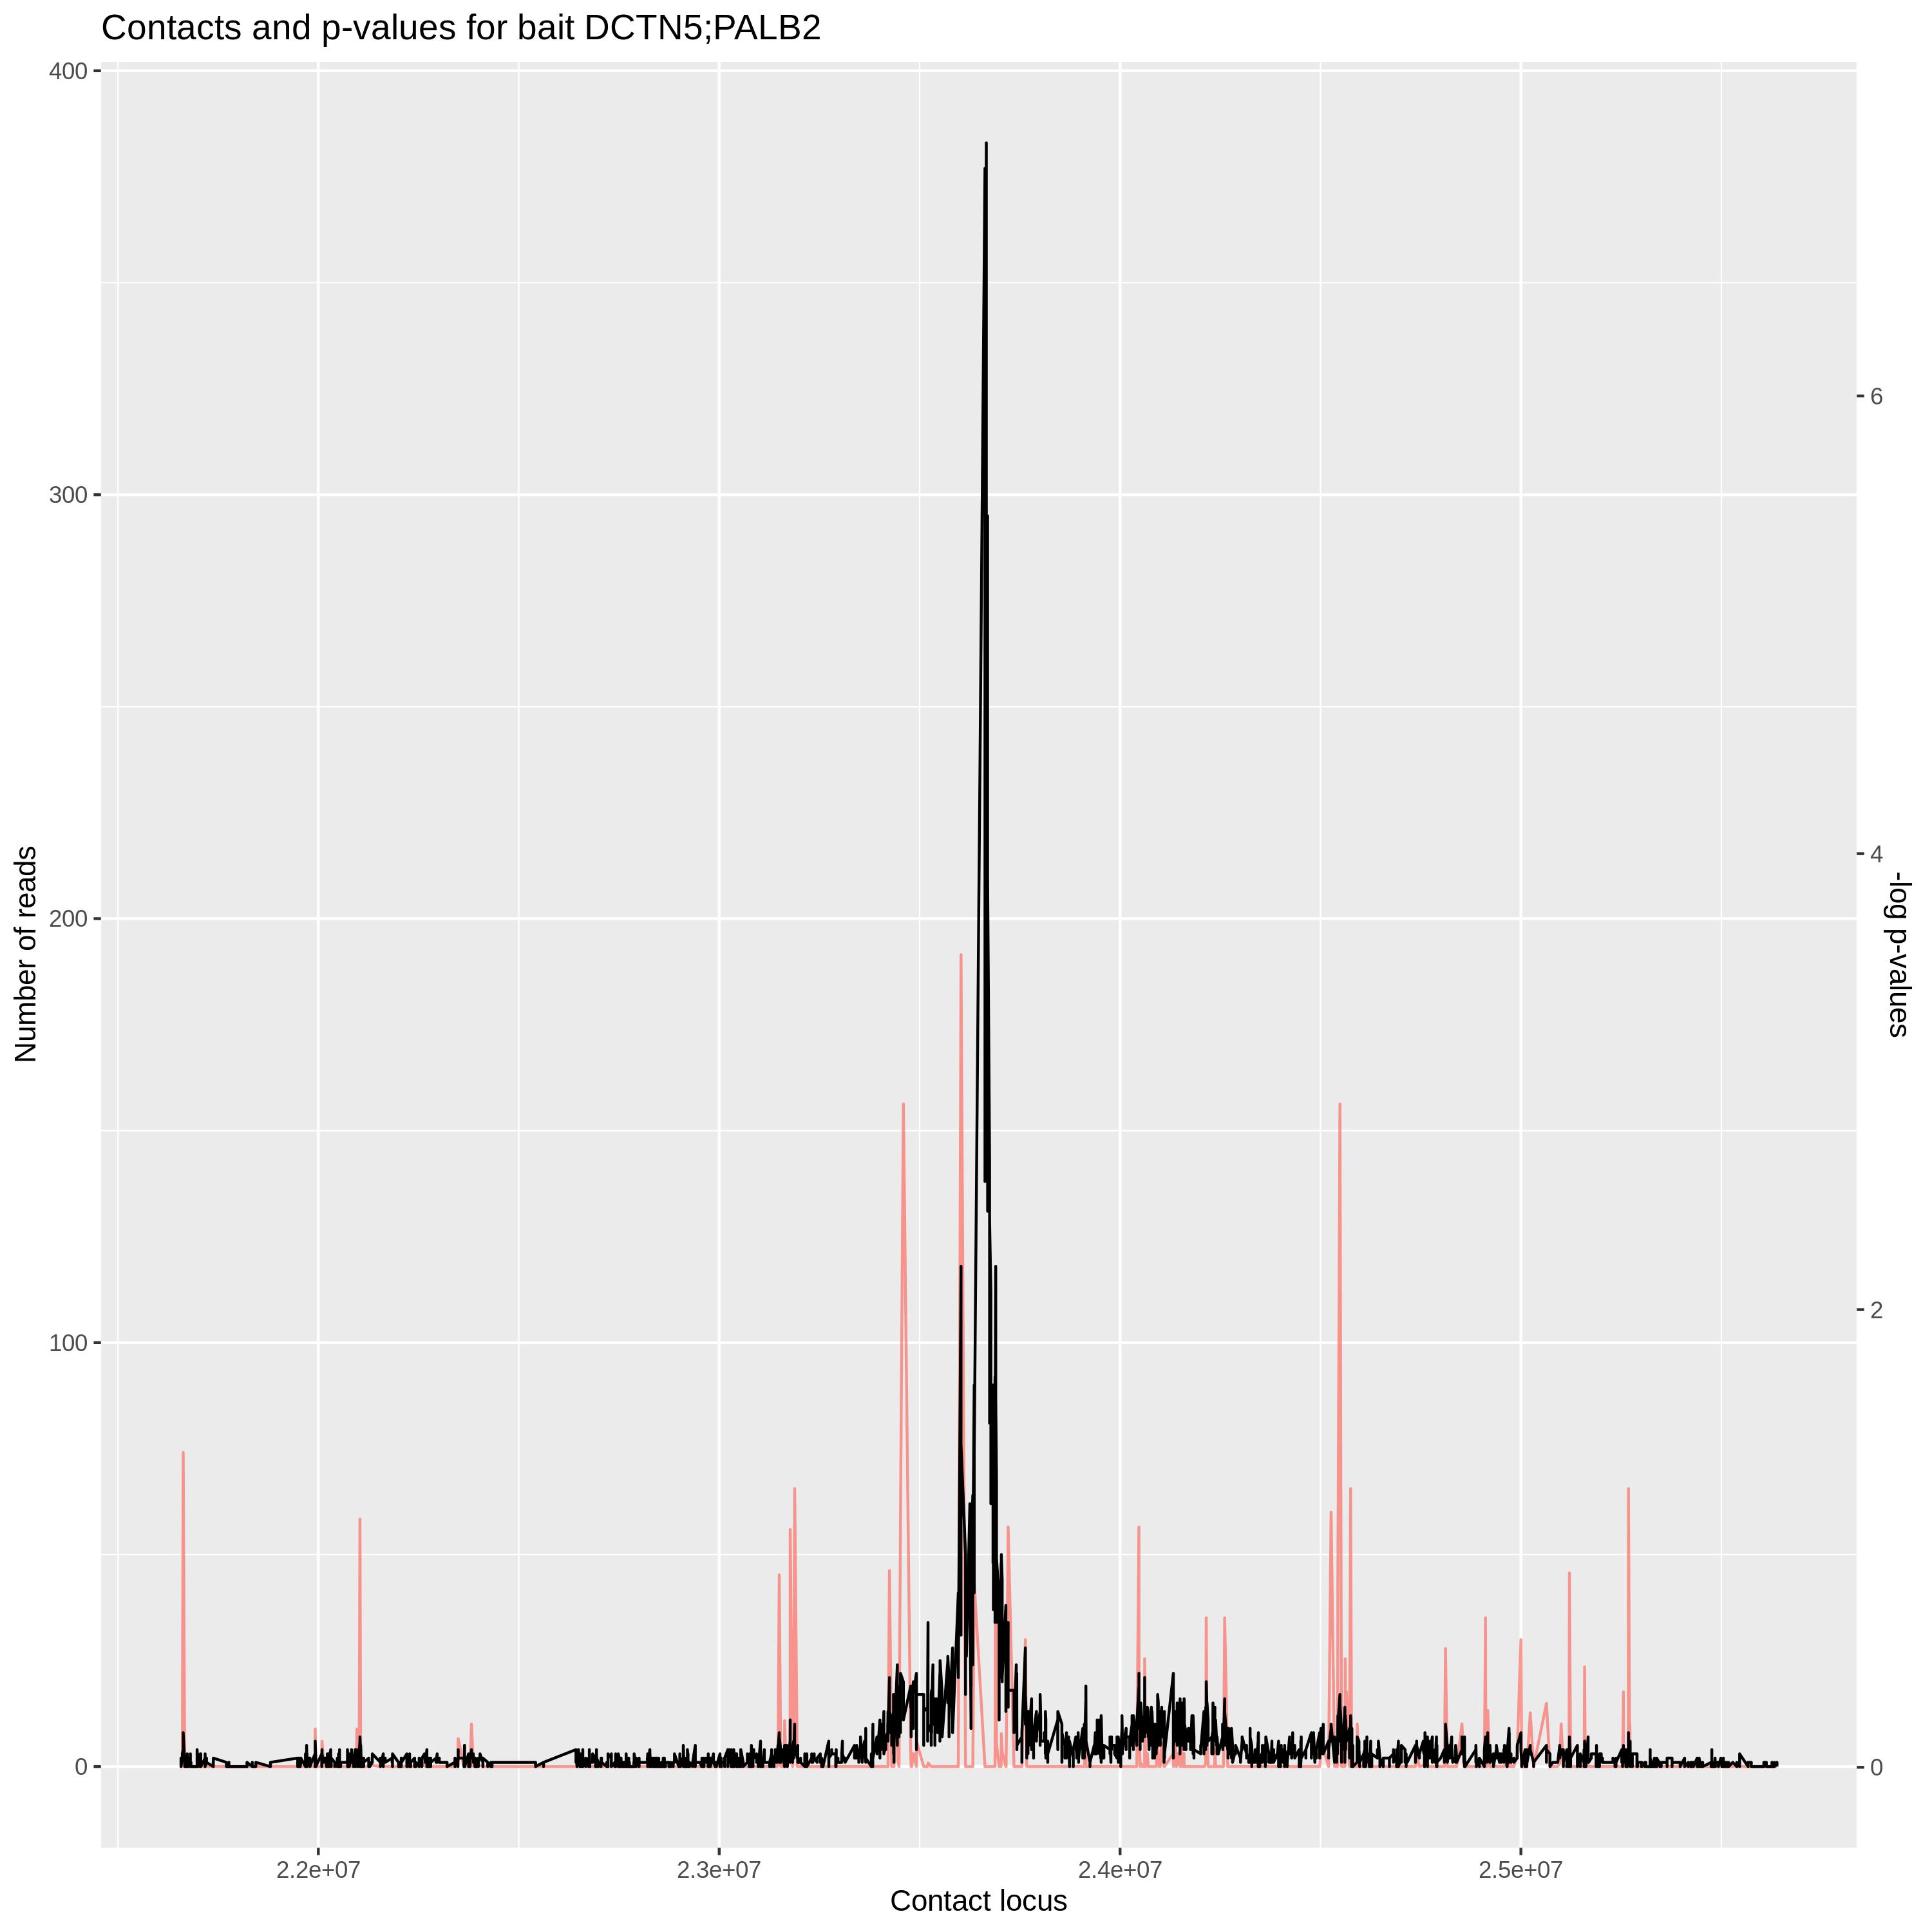 Contacts and p-values for bait DCTN5;PALB2
400
300
200
100
0
Number of reads
6
4
2
0
-log p-values
2.2e+07
2.3e+07
2.4e+07
2.5e+07
Contact locus